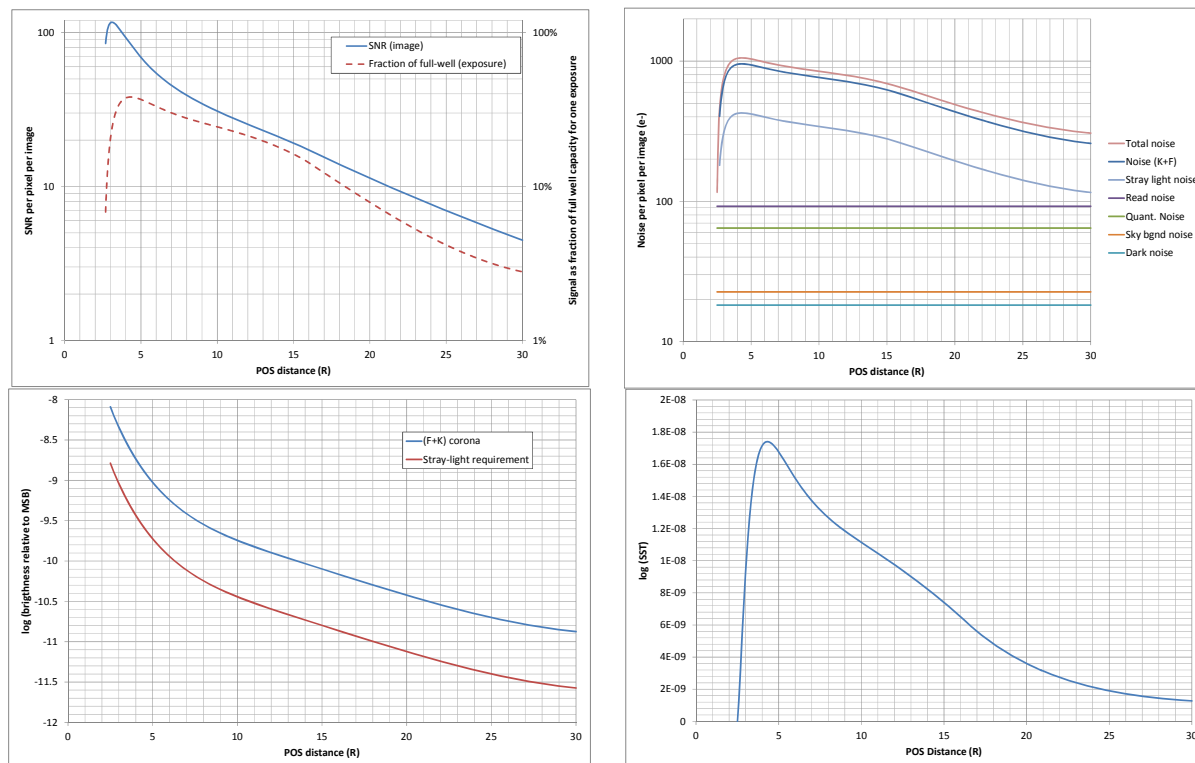 100
10
1
100%
10%
1%
SNR (image)
Fraction of full-well (exposure)
SNR per pixel per image
Signal as fraction of full well capacity for one exposure
0 5 10 15 20 25 30
POS distance (R)
1000
100
10
Noise per pixel per image (e-)
Total noise
Noise (K+F)
Stray light noise
Read noise
Quant. Noise
Sky bgnd noise
Dark noise
0 5 10 15 20 25 30
POS distance (R)
-8
-8.5
-9
-9.5
-10
-10.5
-11
-11.5
-12
log (brigthness relative to MSB)
(F+K) corona
Stray-light requirement
0 5 10 15 20 25 30
POS distance (R)
2E-08
1.8E-08
1.6E-08
1.4E-08
1.2E-08
1E-08
8E-09
6E-09
4E-09
2E-09
0
log (SST)
0 5 10 15 20 25 30
POS Distance (R)